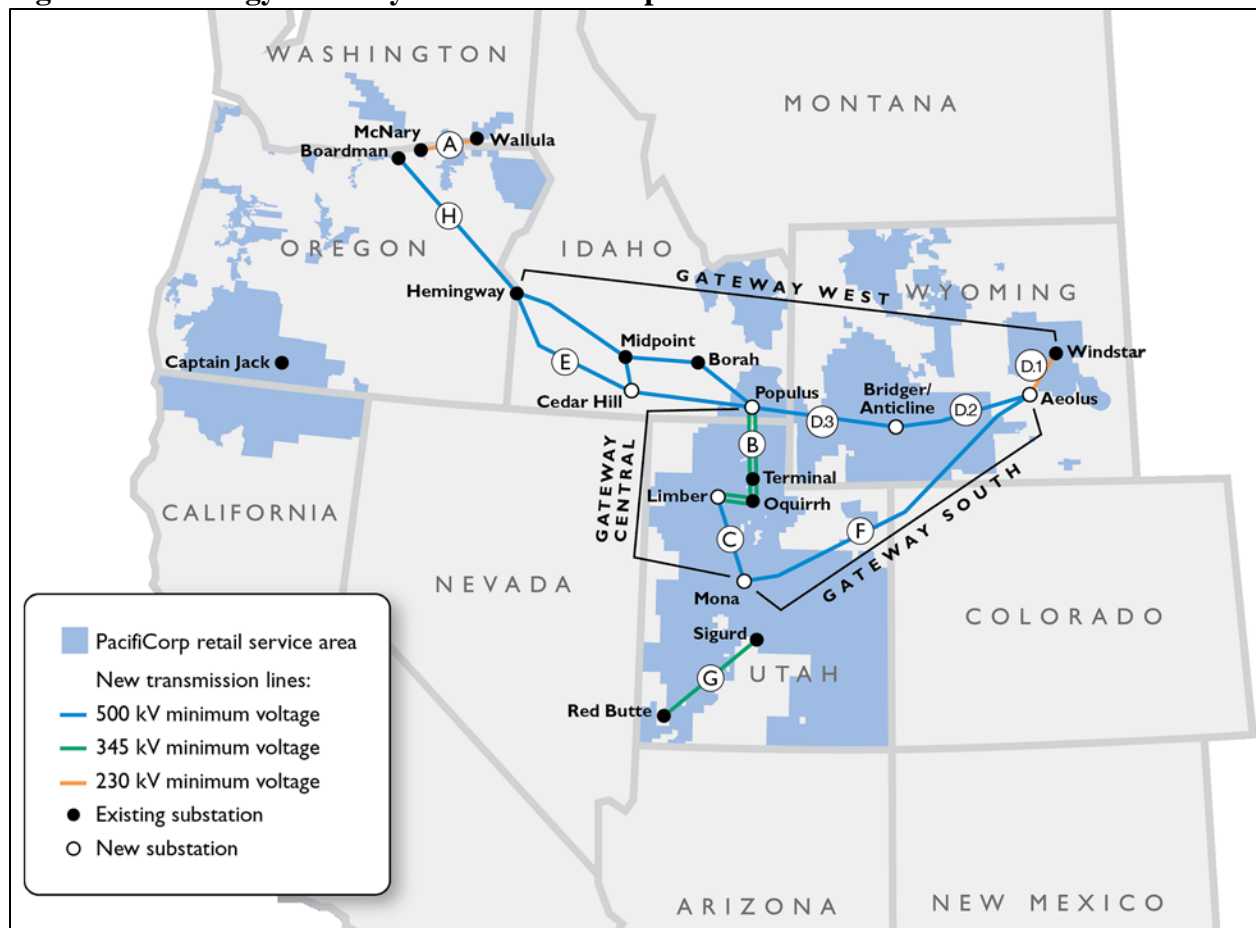 WASHINGTON
MONTANA
McNary
A
Wallula
Boardman
H
OREGON
IDAHO
GATEWAY WEST
WYOMING
Hemingway
Midpoint
Borah
Windstar
Captain Jack
E
D.1
Cedar Hill
Populus
Bridger/
Anticline
D.2
Aeolus
D.3
GATEWAY
CENTRAL
B
Terminal
Limber
Oquirrh
CALIFORNIA
C
F
GATEWAY SOUTH
NEVADA
Mona
COLORADO
Sigurd
UTAH
G
Red Butte
PacifiCorp retail service area
New transmission lines:
500 kV minimum voltage
345 kV minimum voltage
230 kV minimum voltage
Existing substation
New substation
ARIZONA
NEW MEXICO